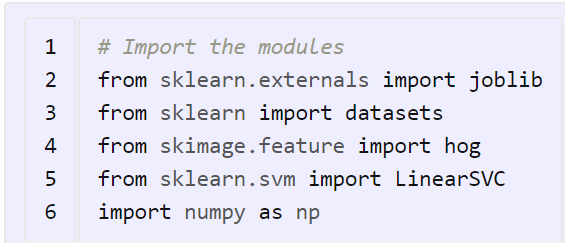 1 # Import the modules
2 from sklearn.externals import joblib
3 from sklearn import datasets
4 from skimage.feature import hog
5 from sklearn.svm import LinearSVC
6 import numpy as np